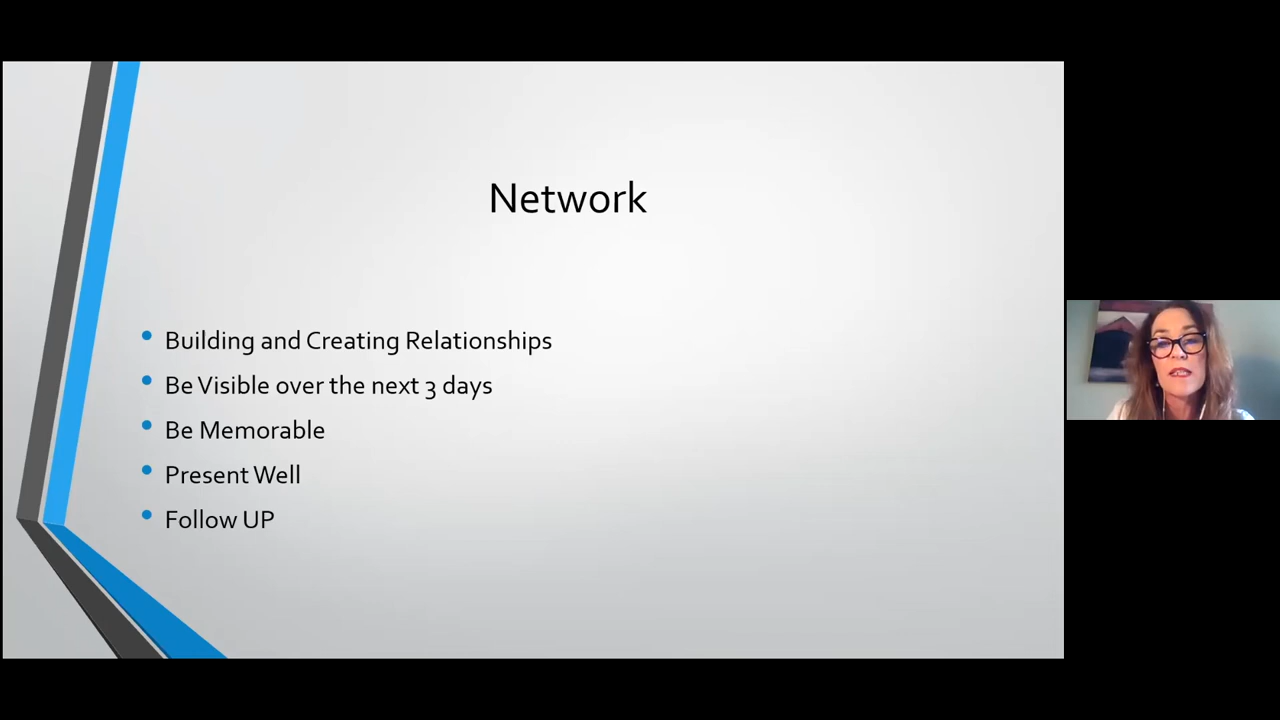 Network
Building and Creating Relationships
Be Visible over the next 3 days
Be Memorable
Present Well
Follow UP